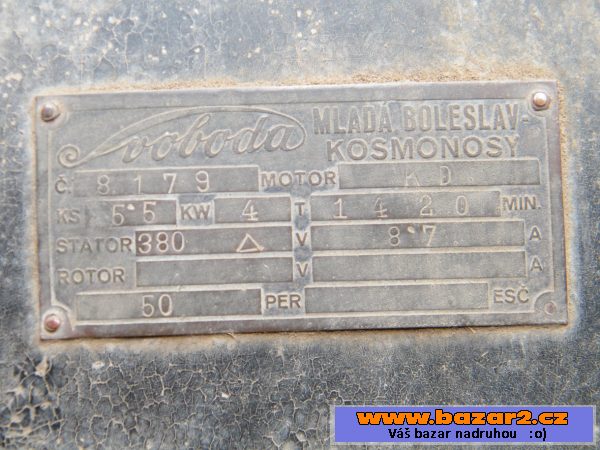 Svoboda MLADÁ BOLESLAV-
KOSMONOSY
Č. 8179 MOTOR KD
KS 5'5 KW 4 T 1420 MIN.
STATOR 380 △ V 8'7 A
ROTOR V A
50 PER ESČ
www.bazar2.cz
Váš bazar nadruhou :o)